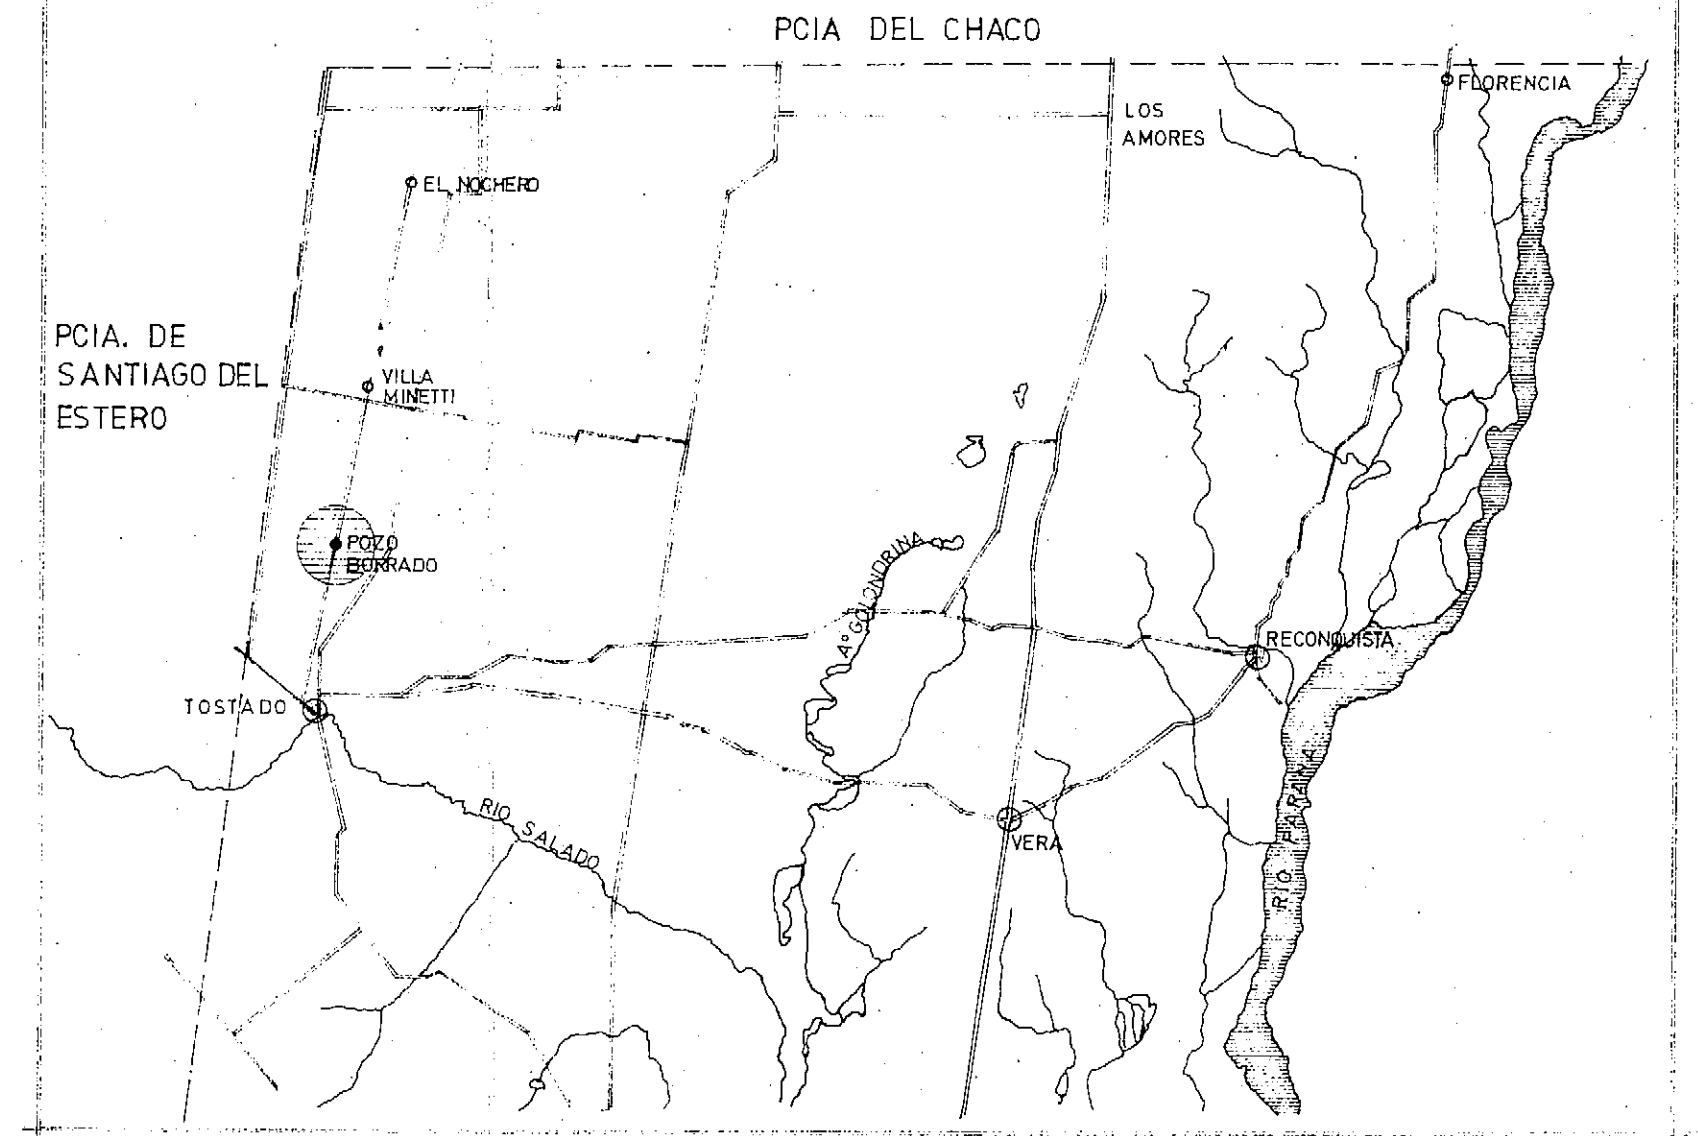 PCIA DEL CHACO
FLORENCIA
LOS
AMORES
EL NOCHERO
PCIA. DE
SANTIAGO DEL
ESTERO
VILLA
MINETTI
POZO
BORRADO
A° GOLONDRINA
RECONQUISTA
TOSTADO
RIO SALADO
VERA
RIO PARANA